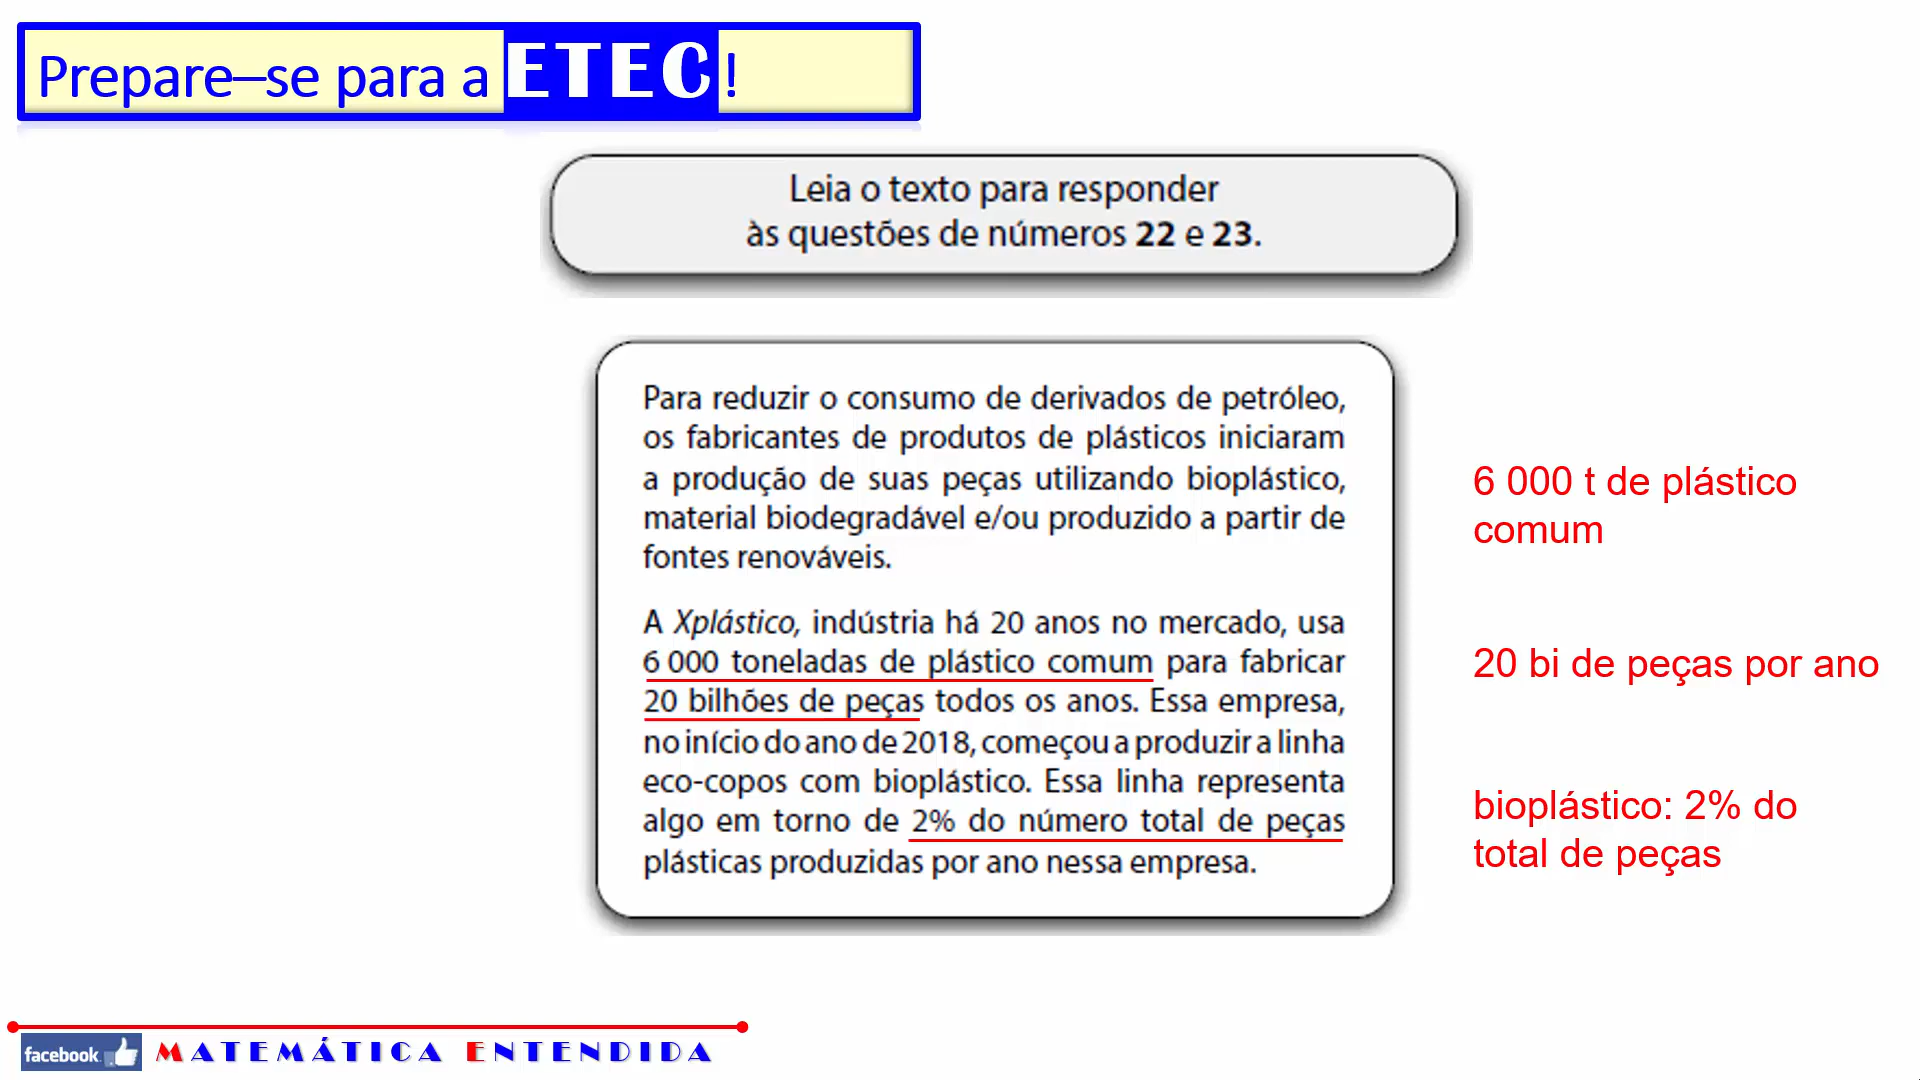 Prepare–se para a ETEC!
Leia o texto para responder
às questões de números 22 e 23.
Para reduzir o consumo de derivados de petróleo,
os fabricantes de produtos de plásticos iniciaram
a produção de suas peças utilizando bioplástico,
material biodegradável e/ou produzido a partir de
fontes renováveis.
A Xplástico, indústria há 20 anos no mercado, usa
6 000 toneladas de plástico comum para fabricar
20 bilhões de peças todos os anos. Essa empresa,
no início do ano de 2018, começou a produzir a linha
eco-copos com bioplástico. Essa linha representa
algo em torno de 2% do número total de peças
plásticas produzidas por ano nessa empresa.
6 000 t de plástico
comum
20 bi de peças por ano
bioplástico: 2% do
total de peças
facebook MATEMÁTICA ENTENDIDA